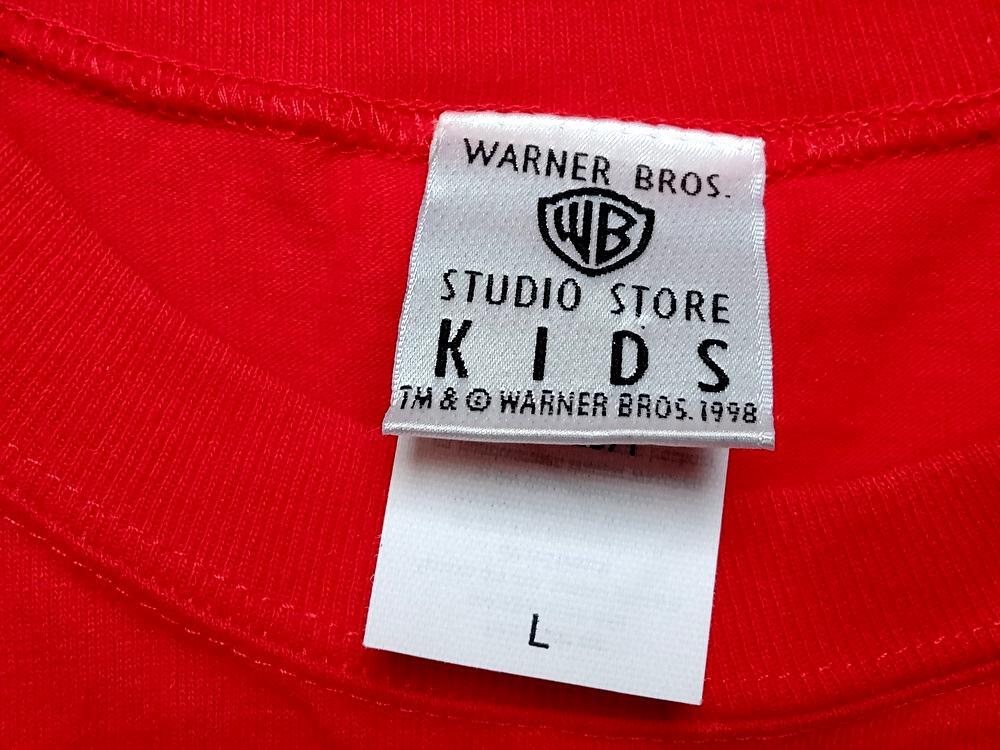 WARNER BROS.
WB
STUDIO STORE
KIDS
TM & © WARNER BROS. 1998
L